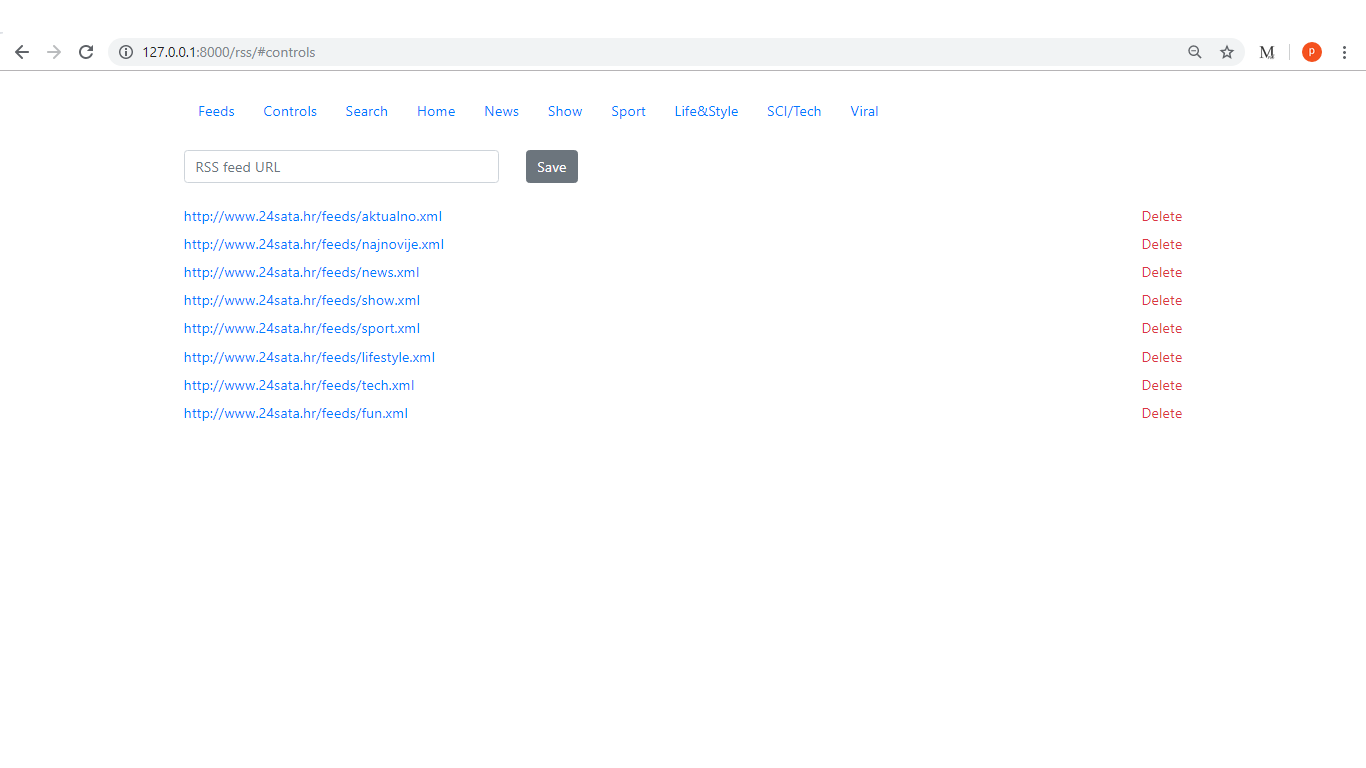 127.0.0.1:8000/rss/#controls M P
Feeds Controls Search Home News Show Sport Life&Style SCI/Tech Viral
RSS feed URL Save
http://www.24sata.hr/feeds/aktualno.xml Delete
http://www.24sata.hr/feeds/najnovije.xml Delete
http://www.24sata.hr/feeds/news.xml Delete
http://www.24sata.hr/feeds/show.xml Delete
http://www.24sata.hr/feeds/sport.xml Delete
http://www.24sata.hr/feeds/lifestyle.xml Delete
http://www.24sata.hr/feeds/tech.xml Delete
http://www.24sata.hr/feeds/fun.xml Delete